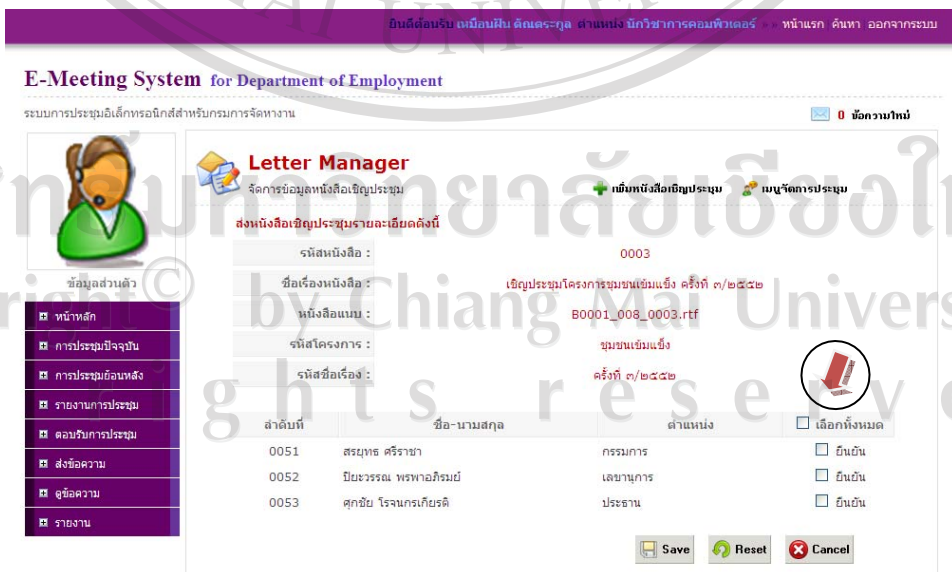 ยินดีต้อนรับ เหมือนฝัน ตัณตระกูล ตำแหน่ง นักวิชาการคอมพิวเตอร์ »» หน้าแรก ค้นหา ออกจากระบบ
E-Meeting System for Department of Employment
ระบบการประชุมอิเล็กทรอนิกส์สำหรับกรมการจัดหางาน
0 ข้อความใหม่
Letter Manager
จัดการข้อมูลหนังสือเชิญประชุม
เพิ่มหนังสือเชิญประชุม เมนูจัดการประชุม
ส่งหนังสือเชิญประชุมรายละเอียดดังนี้
รหัสหนังสือ : 0003
ชื่อเรื่องหนังสือ : เชิญประชุมโครงการชุมชนเข้มแข็ง ครั้งที่ ๓/๒๕๕๒
หนังสือแนบ : B0001_008_0003.rtf
รหัสโครงการ : ชุมชนเข้มแข็ง
รหัสชื่อเรื่อง : ครั้งที่ ๓/๒๕๕๒
ข้อมูลส่วนตัว
หน้าหลัก
การประชุมปัจจุบัน
การประชุมย้อนหลัง
รายงานการประชุม
ตอบรับการประชุม
ส่งข้อความ
ดูข้อความ
รายงาน
ลำดับที่ ชื่อ-นามสกุล ตำแหน่ง เลือกทั้งหมด
0051 สรยุทธ ศรีราชา กรรมการ ยืนยัน
0052 ปิยะวรรณ พรพาอภิรมย์ เลขานุการ ยืนยัน
0053 ศุภชัย โรจนกรเกียรติ ประธาน ยืนยัน
Save Reset Cancel
by Chiang Mai Univers
rights reserv